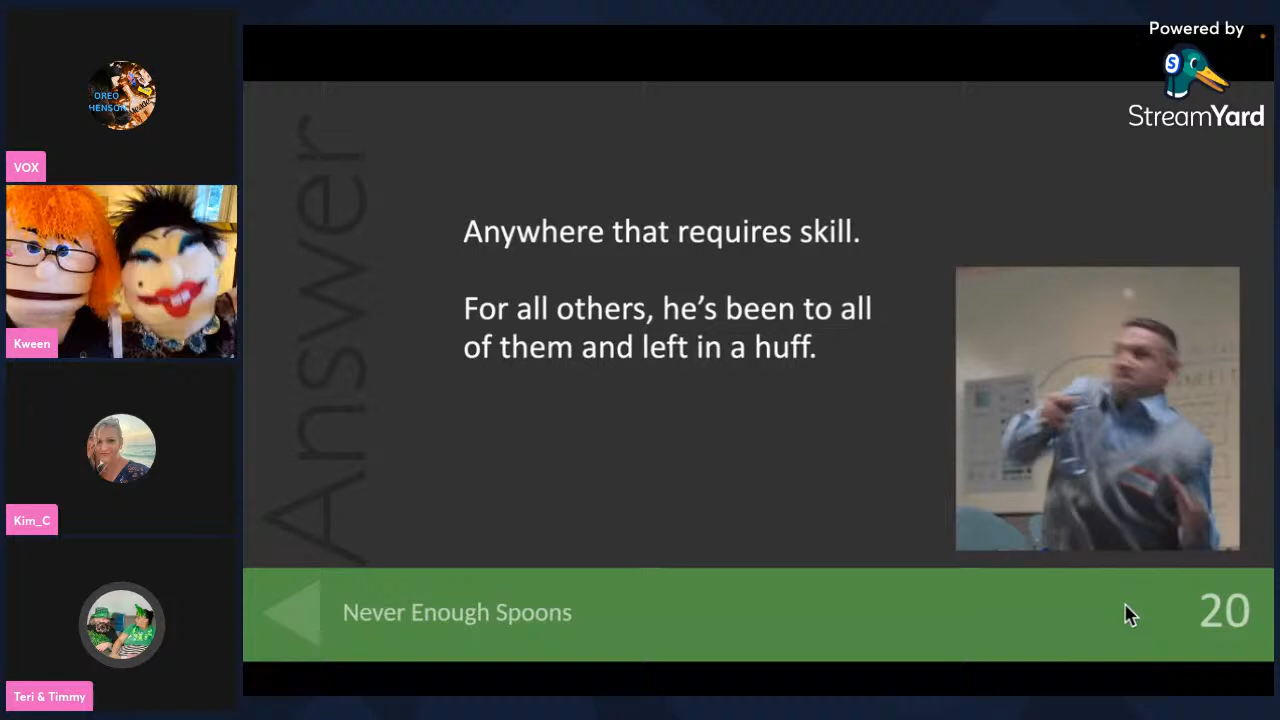 Powered by
S
StreamYard
OREO
HENSON
VOX
Kween
Kim_C
Teri & Timmy
Answer
Anywhere that requires skill.
For all others, he's been to all
of them and left in a huff.
Never Enough Spoons
20